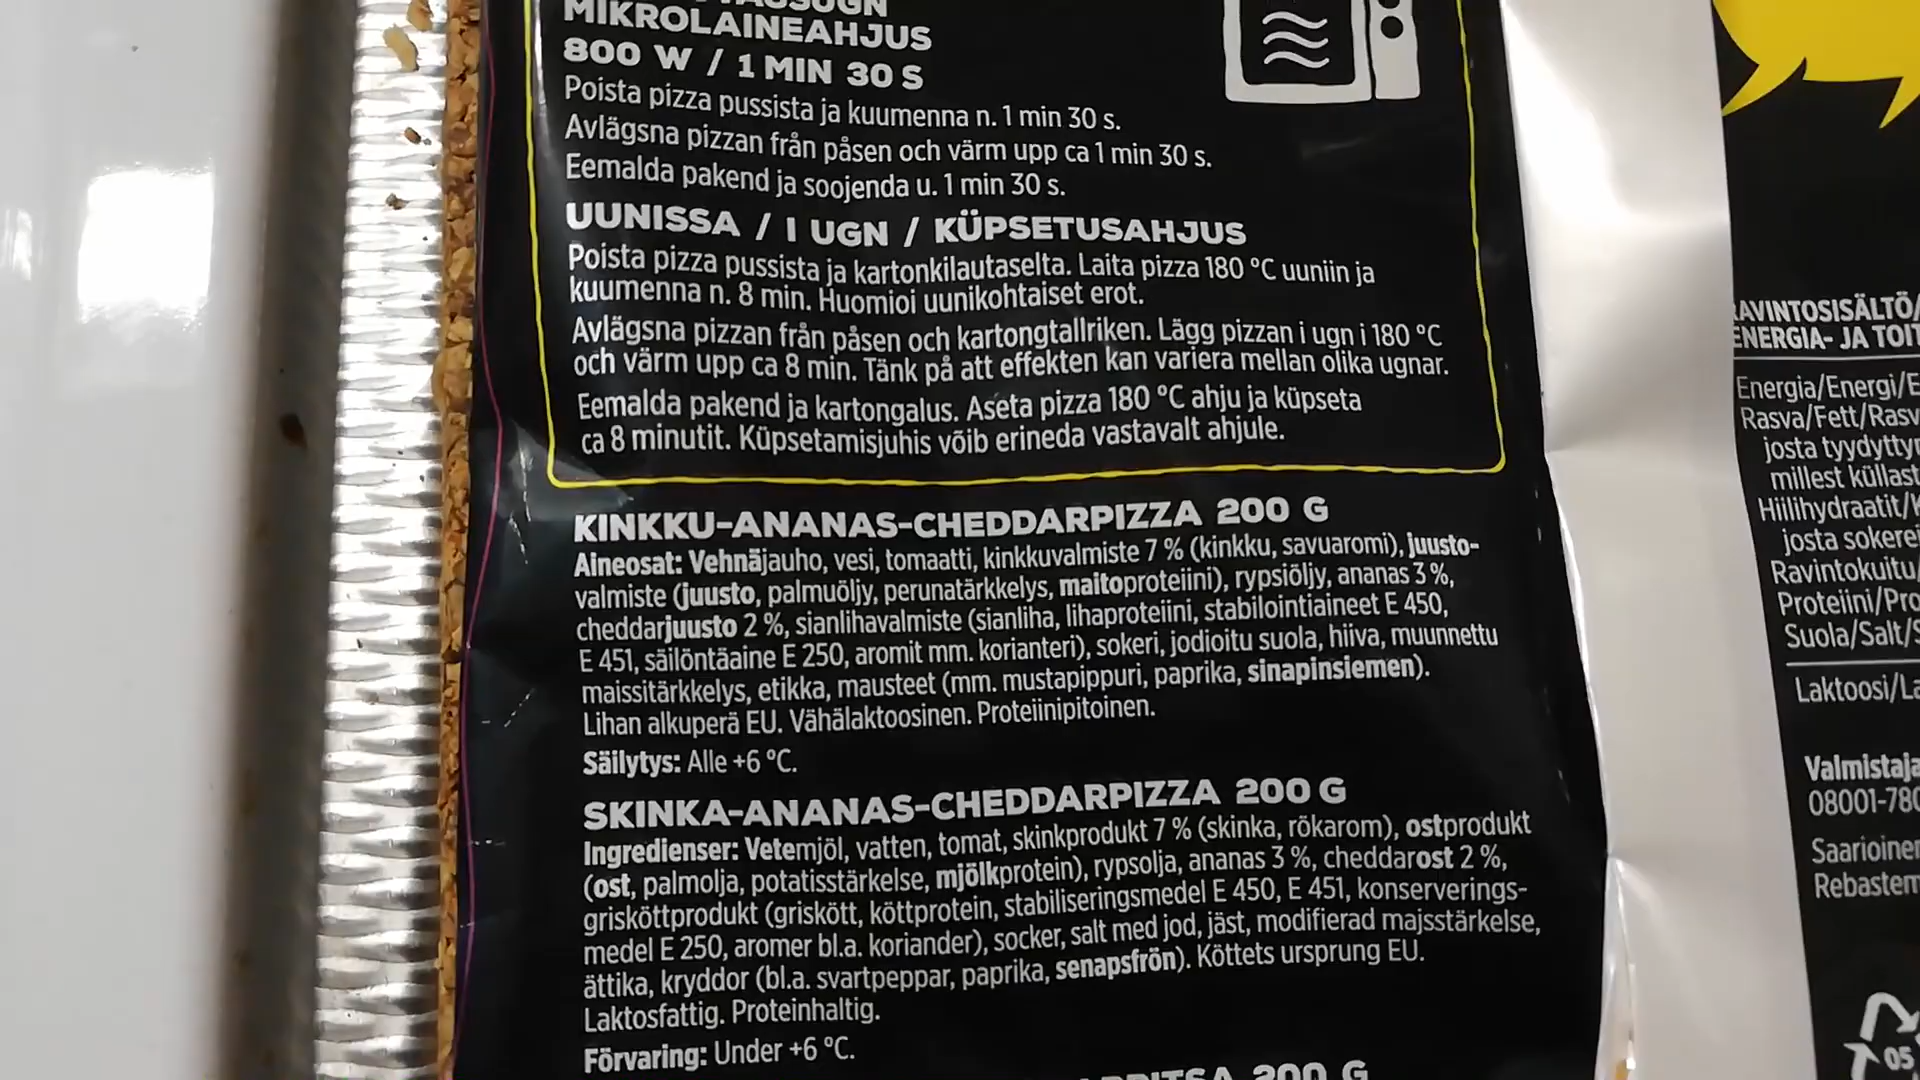 MIKROLAINEAHJUS
800 W / 1 MIN 30 S
Poista pizza pussista ja kuumenna n. 1 min 30 s.
Avlägsna pizzan från påsen och värm upp ca 1 min 30 s.
Eemalda pakend ja soojenda u. 1 min 30 s.
UUNISSA / I UGN / KÜPSETUSAHJUS
Poista pizza pussista ja kartonkilautaselta. Laita pizza 180 °C uuniin ja
kuumenna n. 8 min. Huomioi uunikohtaiset erot.
Avlägsna pizzan från påsen och kartongtallriken. Lägg pizzan i ugn i 180 °C
och värm upp ca 8 min. Tänk på att effekten kan variera mellan olika ugnar.
Eemalda pakend ja kartongalus. Aseta pizza 180 °C ahju ja küpseta
ca 8 minutit. Küpsetamisjuhis võib erineda vastavalt ahjule.
KINKKU-ANANAS-CHEDDARPIZZA 200 G
Aineosat: Vehnäjauho, vesi, tomaatti, kinkkuvalmiste 7 % (kinkku, savuaromi), juusto-
valmiste (juusto, palmuöljy, perunatärkkelys, maitoproteiini), rypsiöljy, ananas 3 %,
cheddarjuusto 2 %, sianlihavalmiste (sianliha, lihaproteiini, stabilointiaineet E 450,
E 451, säilöntäaine E 250, aromit mm. korianteri), sokeri, jodioitu suola, hiiva, muunnettu
maissitärkkelys, etikka, mausteet (mm. mustapippuri, paprika, sinapinsiemen).
Lihan alkuperä EU. Vähälaktoosinen. Proteiinipitoinen.
Säilytys: Alle +6 °C.
SKINKA-ANANAS-CHEDDARPIZZA 200 G
Ingredienser: Vetemjöl, vatten, tomat, skinkprodukt 7 % (skinka, rökarom), ostprodukt
(ost, palmolja, potatisstärkelse, mjölkprotein), rypsolja, ananas 3 %, cheddarost 2 %,
grisköttprodukt (griskött, köttprotein, stabiliseringsmedel E 450, E 451, konserverings-
medel E 250, aromer bl.a. koriander), socker, salt med jod, jäst, modifierad majsstärkelse,
ättika, kryddor (bl.a. svartpeppar, paprika, senapsfrön). Köttets ursprung EU.
Laktosfattig. Proteinhaltig.
Förvaring: Under +6 °C.
200 G
RAVINTOSISÄLTÖ/
ENERGIA- JA TOIT
Energia/Energi/E
Rasva/Fett/Rasv
josta tyydytty
millest küllast
Hiilihydraatit/K
josta sokere
Ravintokuitu/
Proteiini/Pro
Suola/Salt/S
Laktoosi/La
Valmistaja
08001-780
Saarioinen
Rebastem
05